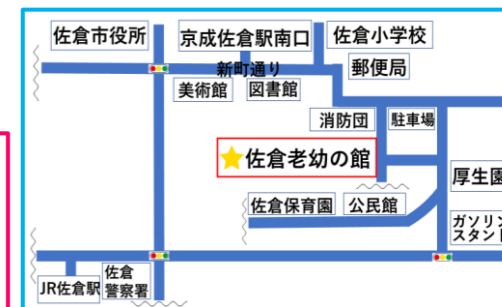 佐倉市役所
京成佐倉駅南口
佐倉小学校
新町通り
郵便局
美術館
図書館
消防団
駐車場
佐倉老幼の館
厚生園
佐倉保育園
公民館
ガソリン
スタンド
JR佐倉駅
佐倉
警察署